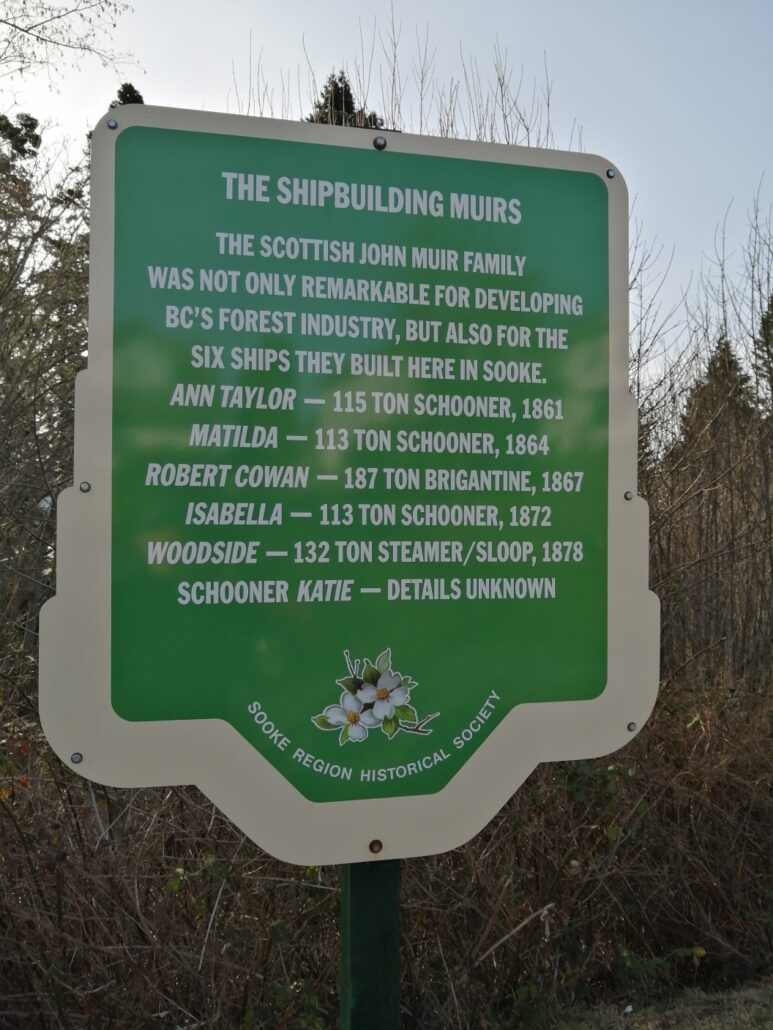 THE SHIPBUILDING MUIRS
THE SCOTTISH JOHN MUIR FAMILY
WAS NOT ONLY REMARKABLE FOR DEVELOPING
BC'S FOREST INDUSTRY, BUT ALSO FOR THE
SIX SHIPS THEY BUILT HERE IN SOOKE.
ANN TAYLOR — 115 TON SCHOONER, 1861
MATILDA — 113 TON SCHOONER, 1864
ROBERT COWAN — 187 TON BRIGANTINE, 1867
ISABELLA — 113 TON SCHOONER, 1872
WOODSIDE — 132 TON STEAMER/SLOOP, 1878
SCHOONER KATIE — DETAILS UNKNOWN
SOOKE REGION HISTORICAL SOCIETY